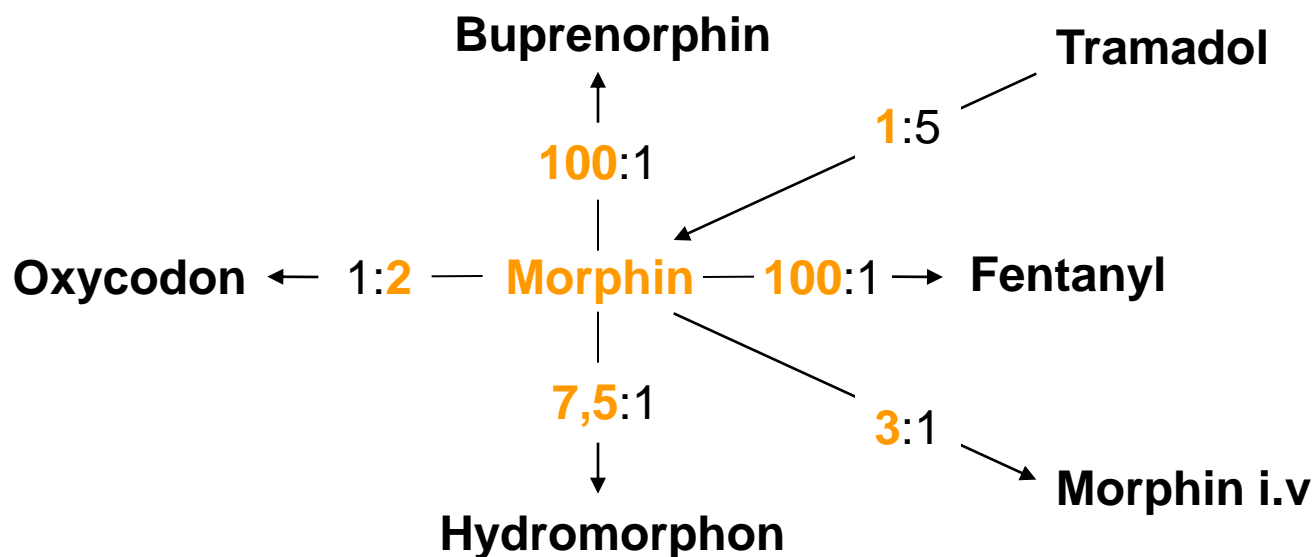 Buprenorphin
Tramadol
1:5
100:1
Oxycodon
1:2
Morphin
100:1
Fentanyl
7,5:1
3:1
Morphin i.v
Hydromorphon